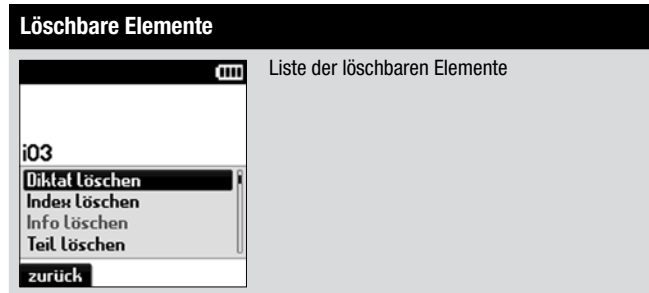 Löschbare Elemente
Liste der löschbaren Elemente
i03
Diktat löschen
Index löschen
Info löschen
Teil löschen
zurück